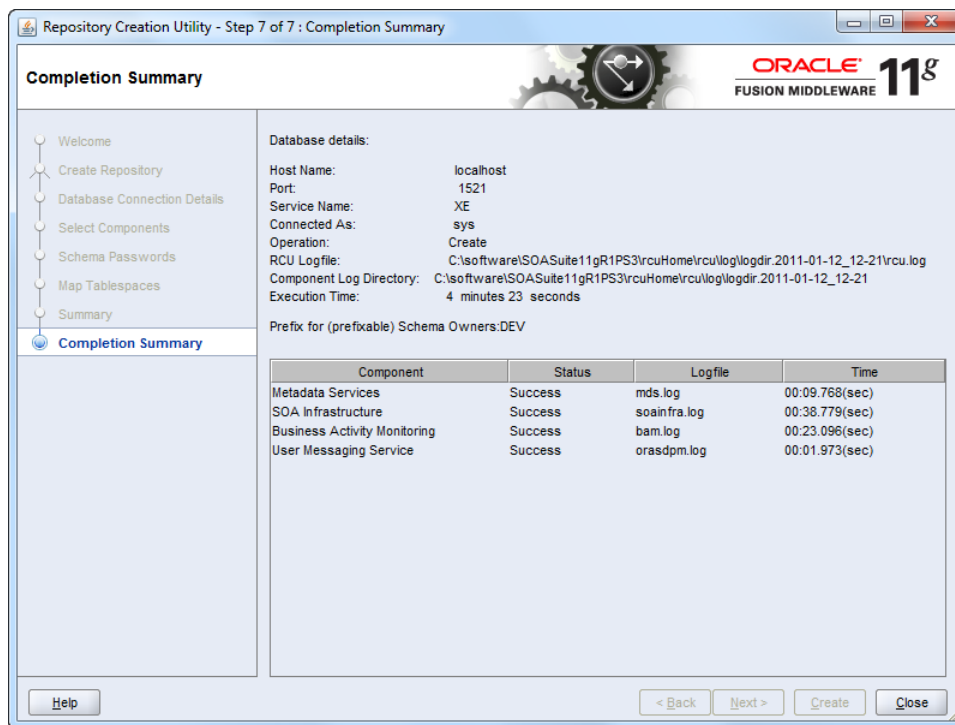 Repository Creation Utility - Step 7 of 7 : Completion Summary
Completion Summary
ORACLE
FUSION MIDDLEWARE 11g
Welcome
Create Repository
Database Connection Details
Select Components
Schema Passwords
Map Tablespaces
Summary
Completion Summary
Database details:
Host Name: localhost
Port: 1521
Service Name: XE
Connected As: sys
Operation: Create
RCU Logfile: C:\software\SOASuite11gR1PS3\rcuHome\rcu\log\logdir.2011-01-12_12-21\rcu.log
Component Log Directory: C:\software\SOASuite11gR1PS3\rcuHome\rcu\log\logdir.2011-01-12_12-21
Execution Time: 4 minutes 23 seconds
Prefix for (prefixable) Schema Owners:DEV
Component Status Logfile Time
Metadata Services Success mds.log 00:09.768(sec)
SOA Infrastructure Success soainfra.log 00:38.779(sec)
Business Activity Monitoring Success bam.log 00:23.096(sec)
User Messaging Service Success orasdpm.log 00:01.973(sec)
Help < Back Next > Create Close